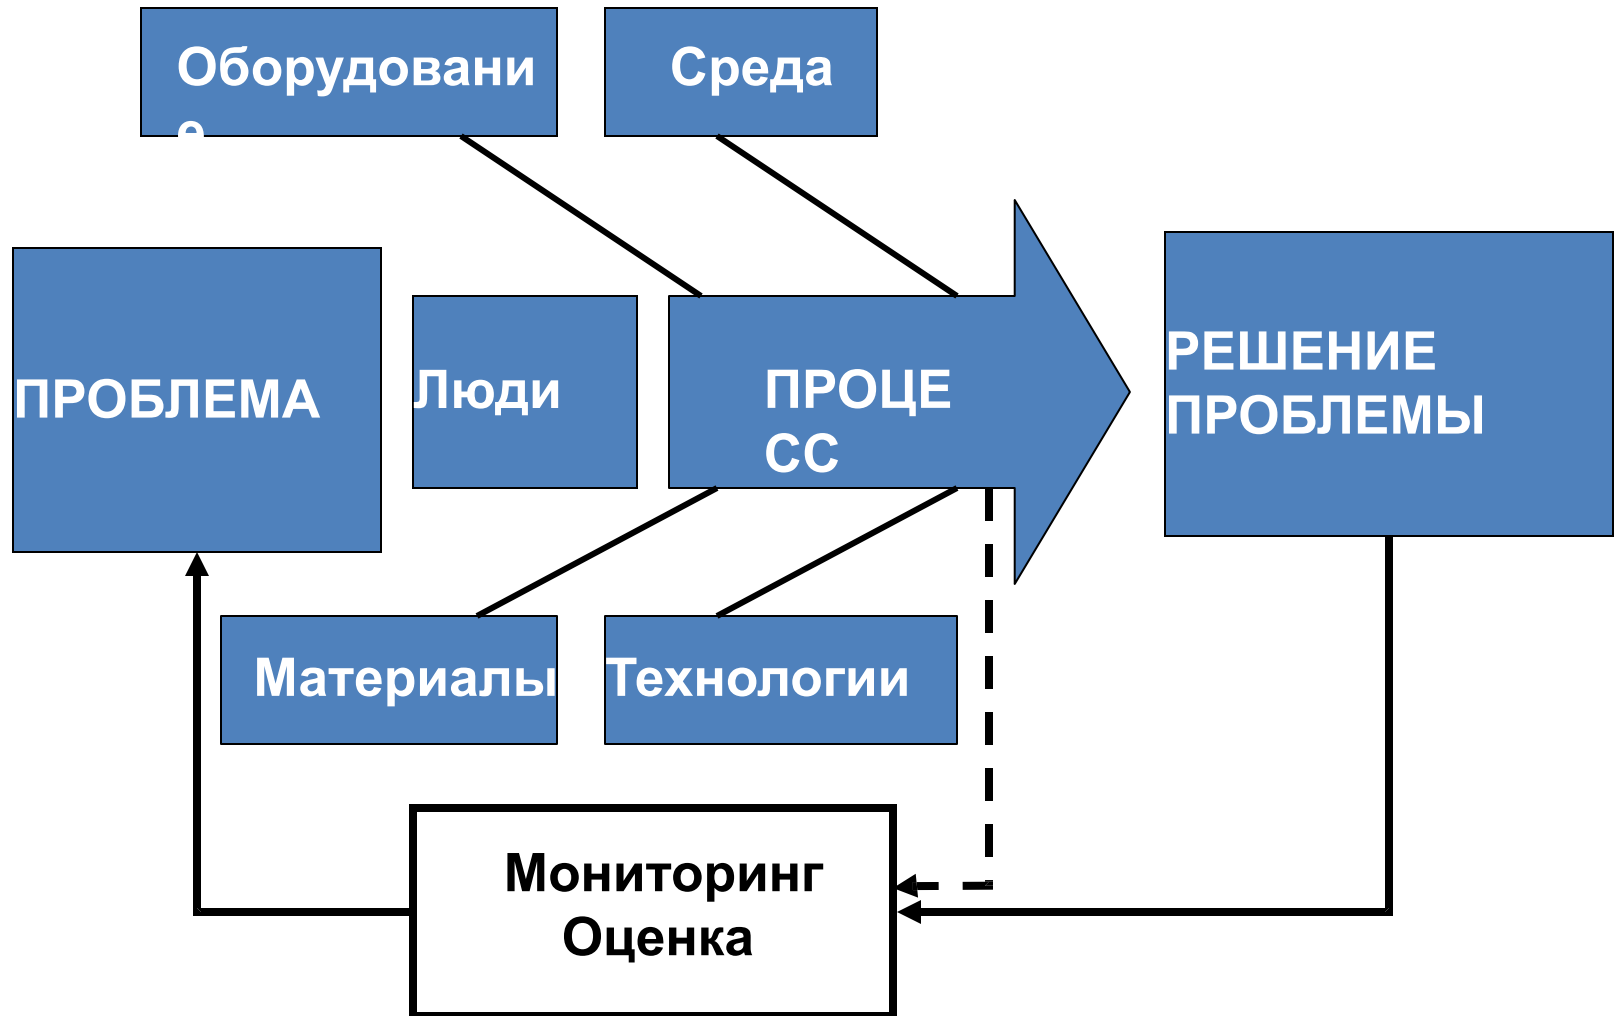 Оборудовани
е
Среда
ПРОБЛЕМА
Люди
ПРОЦЕ
СС
РЕШЕНИЕ
ПРОБЛЕМЫ
Материалы
Технологии
Мониторинг
Оценка